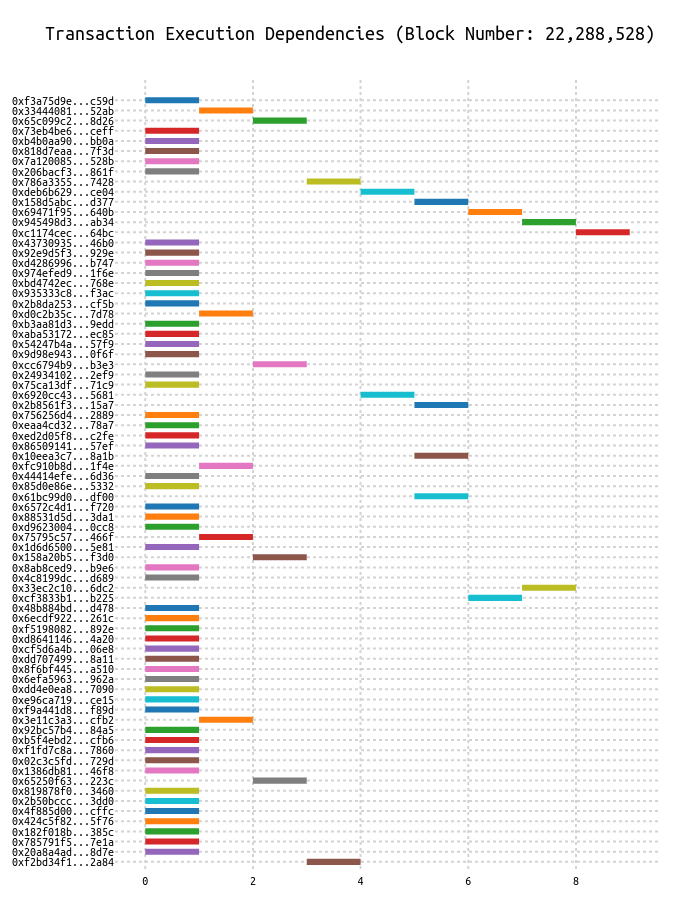 Transaction Execution Dependencies (Block Number: 22,288,528)
0xf3a75d9e...c59d
0x33444081...52ab
0x65c099c2...8d26
0x73eb4be6...ceff
0xb4b0aa90...bb0a
0x818d7eaa...7f3d
0x7a120085...528b
0x206bacf3...861f
0x786a3355...7428
0xdeb6b629...ce04
0x158d5abc...d377
0x69471f95...640b
0x945498d3...ab34
0xc1174cec...64bc
0x43730935...46b0
0x92e9d5f3...929e
0xd4286996...b747
0x974efed9...1f6e
0xbd4742ec...768e
0x935333c8...f3ac
0x2b8da253...cf5b
0xd0c2b35c...7d78
0xb3aa81d3...9edd
0xaba53172...ec85
0x54247b4a...57f9
0x9d98e943...0f6f
0xcc6794b9...b3e3
0x24934102...2ef9
0x75ca13df...71c9
0x6920cc43...5681
0x2b8561f3...15a7
0x756256d4...2889
0xeaa4cd32...78a7
0xed2d05f8...c2fe
0x86509141...57ef
0x10eea3c7...8a1b
0xfc910b8d...1f4e
0x44414efe...6d36
0x85d0e86e...5332
0x61bc99d0...df00
0x6572c4d1...f720
0x88531d5d...3da1
0xd9623004...0cc8
0x75795c57...466f
0x1d6d6500...5e81
0x158a20b5...f3d0
0x8ab8ced9...b9e6
0x4c8199dc...d689
0x33ec2c10...6dc2
0xcf3833b1...b225
0x48b884bd...d478
0x6ecdf922...261c
0xf5198082...892e
0xd8641146...4a20
0xcf5d6a4b...06e8
0xdd707499...8a11
0x8f6bf445...a510
0x6efa5963...962a
0xdd4e0ea8...7090
0xe96ca719...ce15
0xf9a441d8...f89d
0x3e11c3a3...cfb2
0x92bc57b4...84a5
0xb5f4ebd2...cfb6
0xf1fd7c8a...7860
0x02c3c5fd...729d
0x1386db81...46f8
0x65250f63...223c
0x819878f0...3460
0x2b50bccc...3dd0
0x4f885d00...cffc
0x424c5f82...5f76
0x182f018b...385c
0x785791f5...7e1a
0x20a8a4ad...8d7e
0xf2bd34f1...2a84
0 2 4 6 8